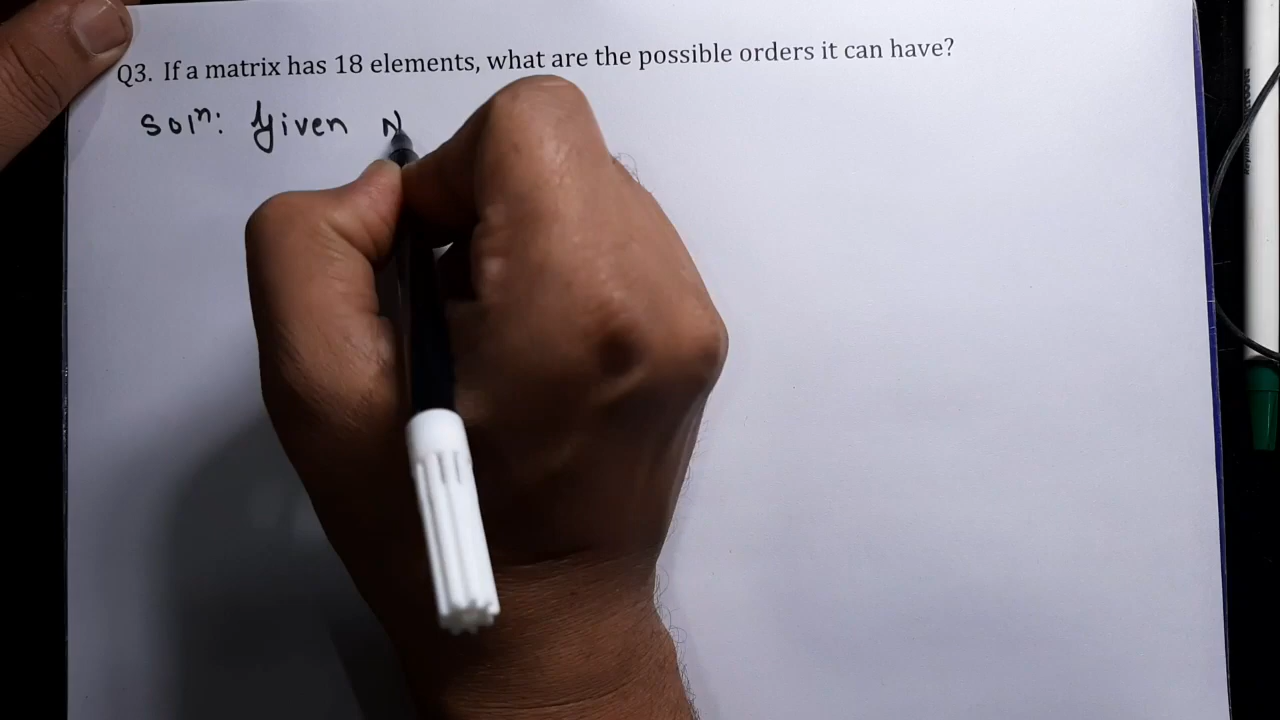 Q3. If a matrix has 18 elements, what are the possible orders it can have?
Solⁿ: Given N